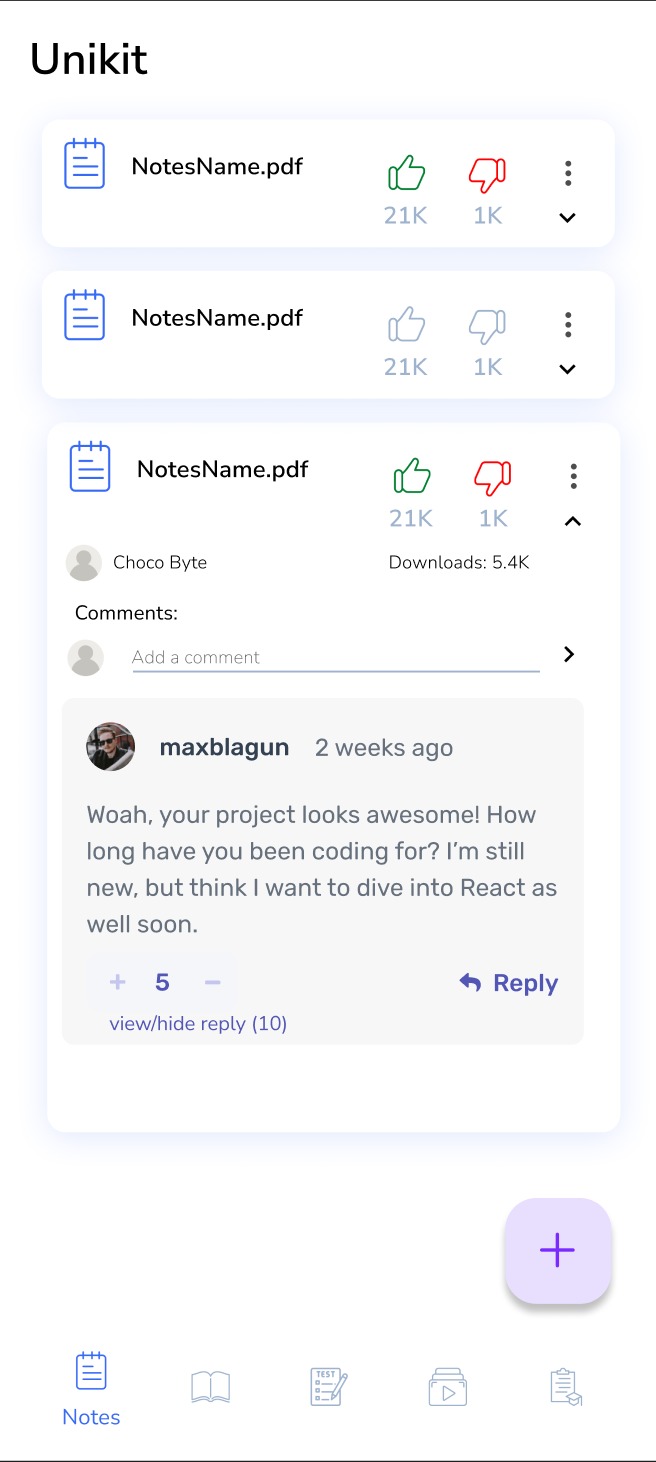 Unikit
NotesName.pdf
21K 1K
NotesName.pdf
21K 1K
NotesName.pdf
21K 1K
Choco Byte Downloads: 5.4K
Comments:
Add a comment
maxblagun 2 weeks ago
Woah, your project looks awesome! How
long have you been coding for? I’m still
new, but think I want to dive into React as
well soon.
+ 5 −
Reply
view/hide reply (10)
+
TEST
Notes